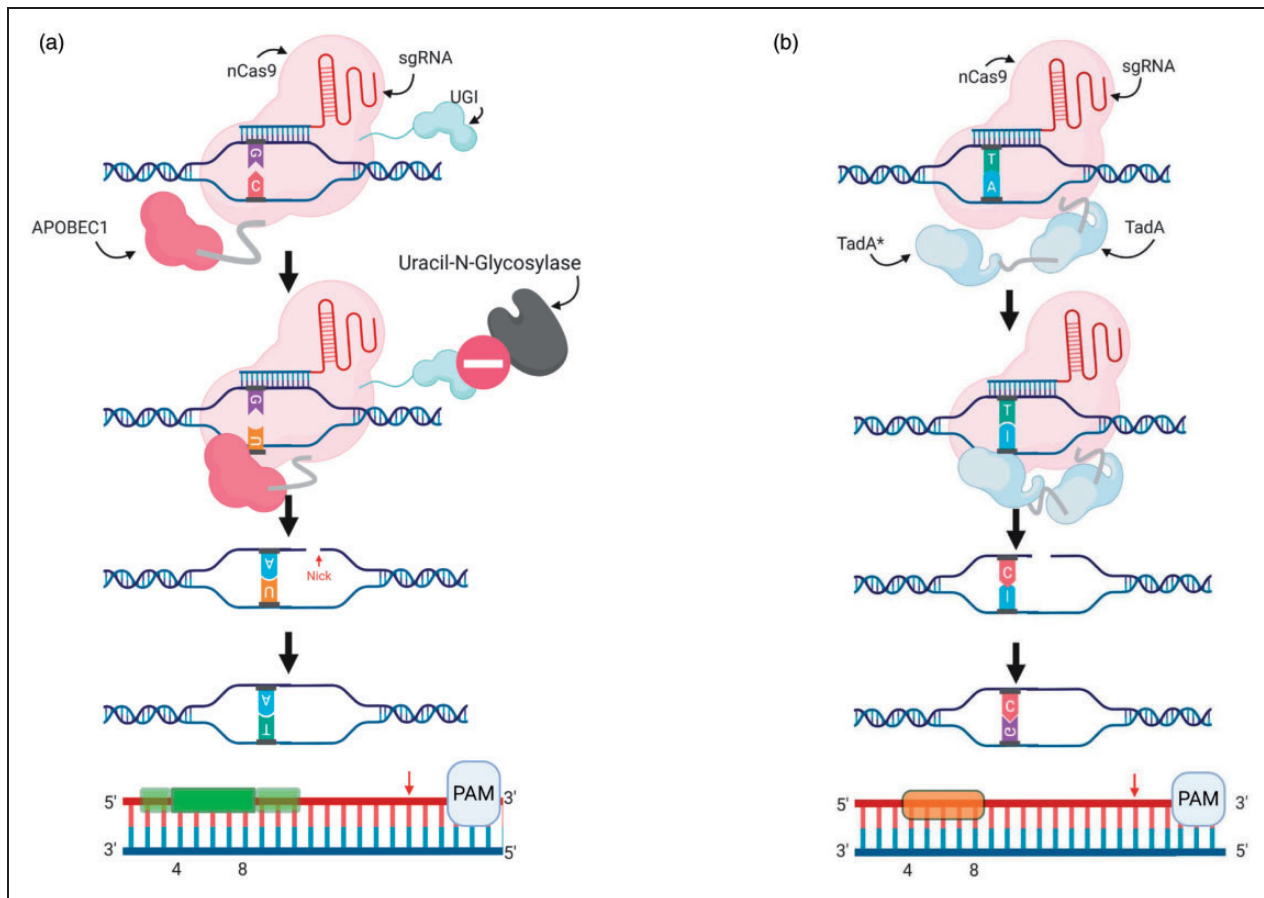 (a)
nCas9
sgRNA
UGI
G
C
APOBEC1
Uracil-N-Glycosylase
G
U
A
U
Nick
A
T
5'
PAM
3'
3'
5'
4
8
(b)
nCas9
sgRNA
T
A
TadA*
TadA
T
I
C
I
C
G
5'
PAM
3'
3'
5'
4
8